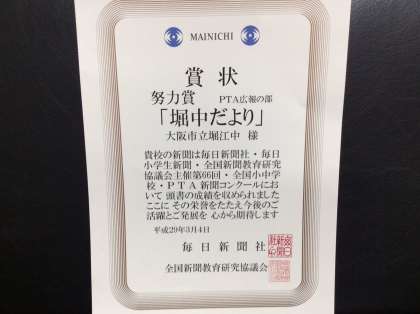 MAINICHI
賞状
努力賞 PTA広報の部
「堀中だより」
大阪市立堀江中 様
貴校の新聞は毎日新聞社・毎日
小学生新聞・全国新聞教育研究
協議会主催第66回・全国小中学
校・PTA新聞コンクールにお
いて 頭書の成績を収められました
ここに その栄誉をたたえ今後のご
活躍とご発展を 心から期待します
平成29年3月4日
毎日新聞社
全国新聞教育研究協議会